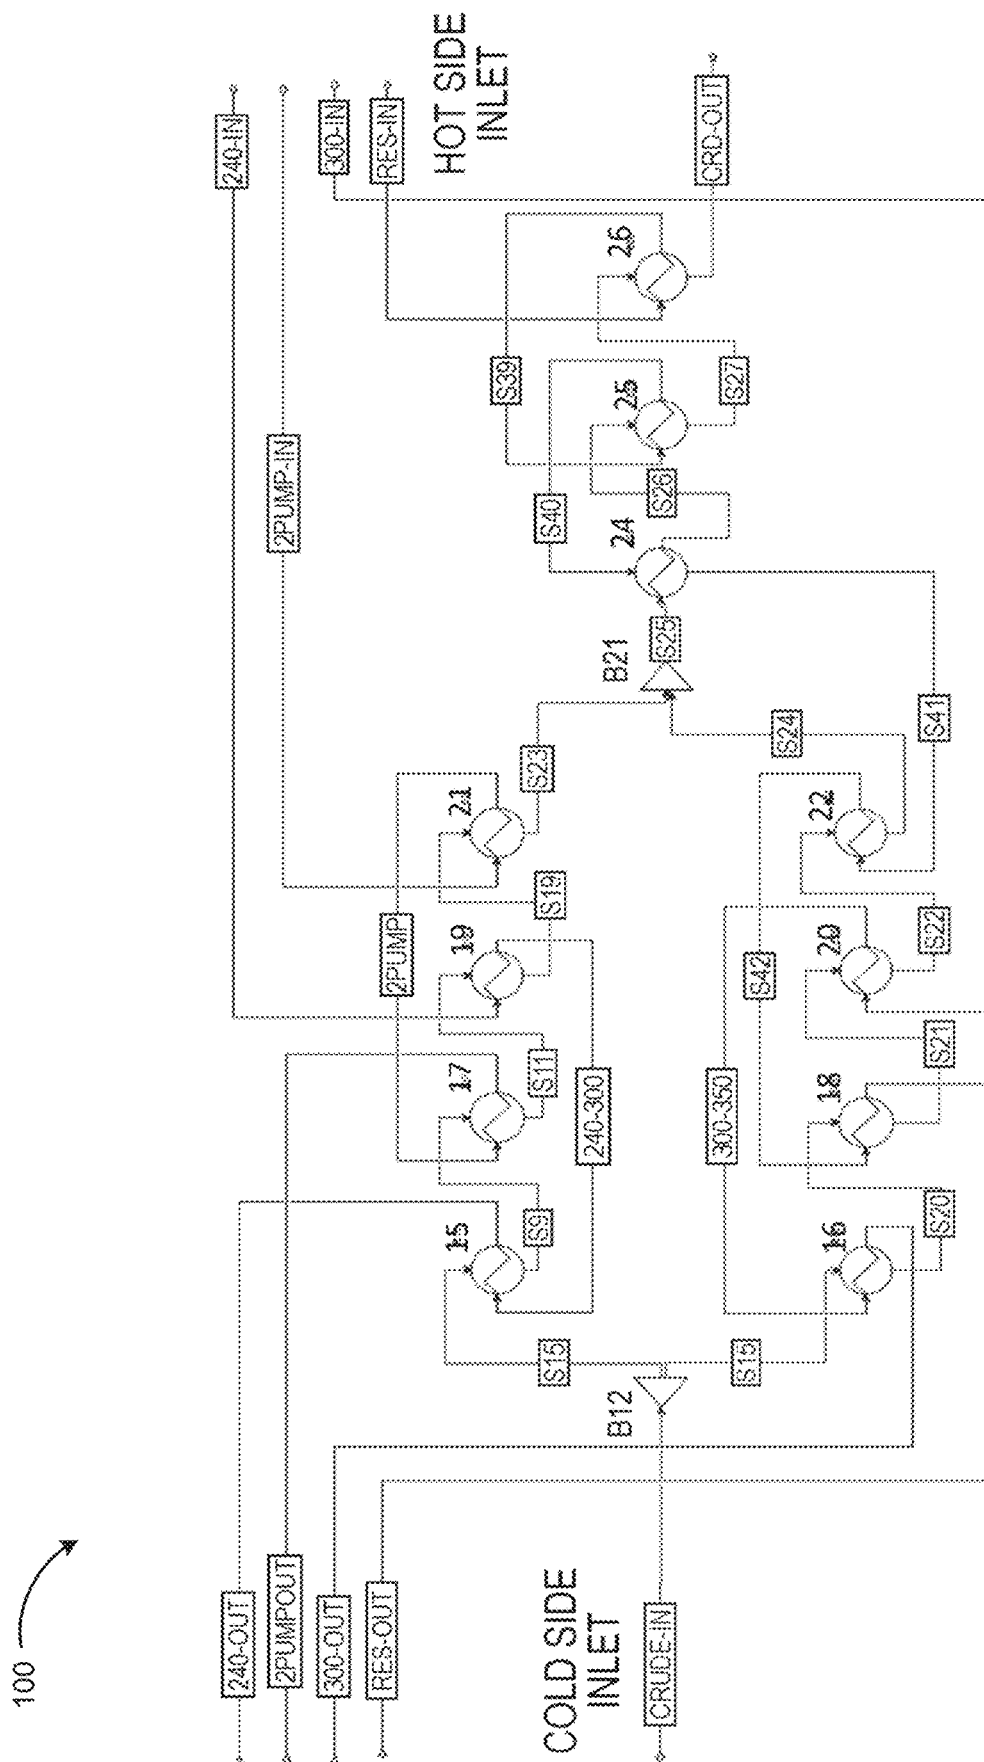 100
240-OUT
2PUMPOUT
300-OUT
RES-OUT
COLD SIDE
INLET
CRUDE-IN
B12
S15
S15
15
16
S9
S20
17
18
240-300
300-350
S11
S21
2PUMP
19
S42
20
S19
S22
21
22
S23
S24
S41
B21
S25
24
S40
S26
25
S39
S27
26
240-IN
2PUMP-IN
300-IN
RES-IN
HOT SIDE
INLET
CRD-OUT